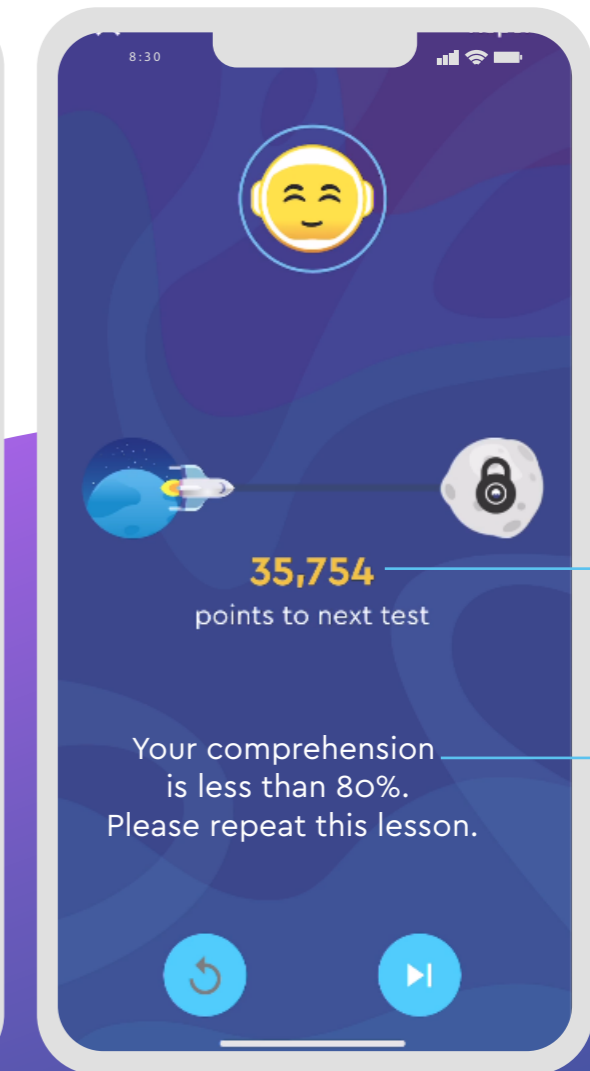 8:30
35,754
points to next test
Your comprehension
is less than 80%.
Please repeat this lesson.